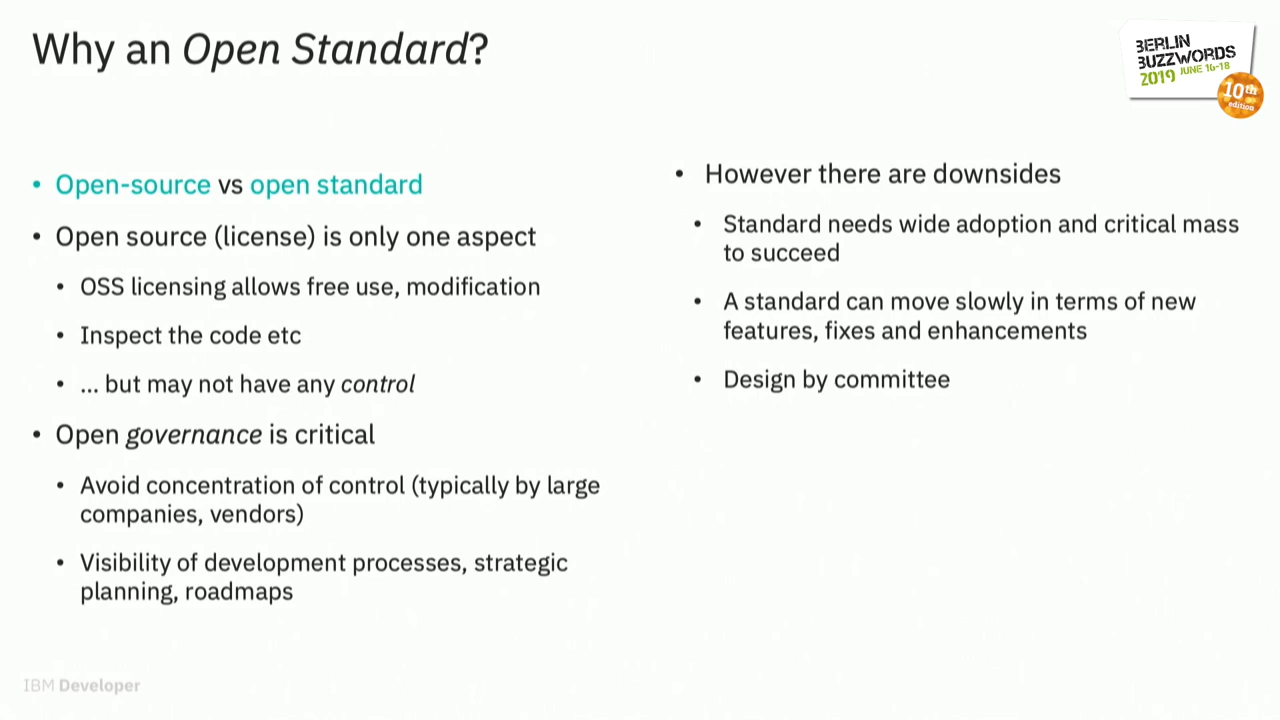 Why an Open Standard?
BERLIN
BUZZWORDS
2019 JUNE 16-18
10th
edition
• Open-source vs open standard
• Open source (license) is only one aspect
• OSS licensing allows free use, modification
• Inspect the code etc
• ... but may not have any control
• Open governance is critical
• Avoid concentration of control (typically by large
companies, vendors)
• Visibility of development processes, strategic
planning, roadmaps
• However there are downsides
• Standard needs wide adoption and critical mass
to succeed
• A standard can move slowly in terms of new
features, fixes and enhancements
• Design by committee
IBM Developer